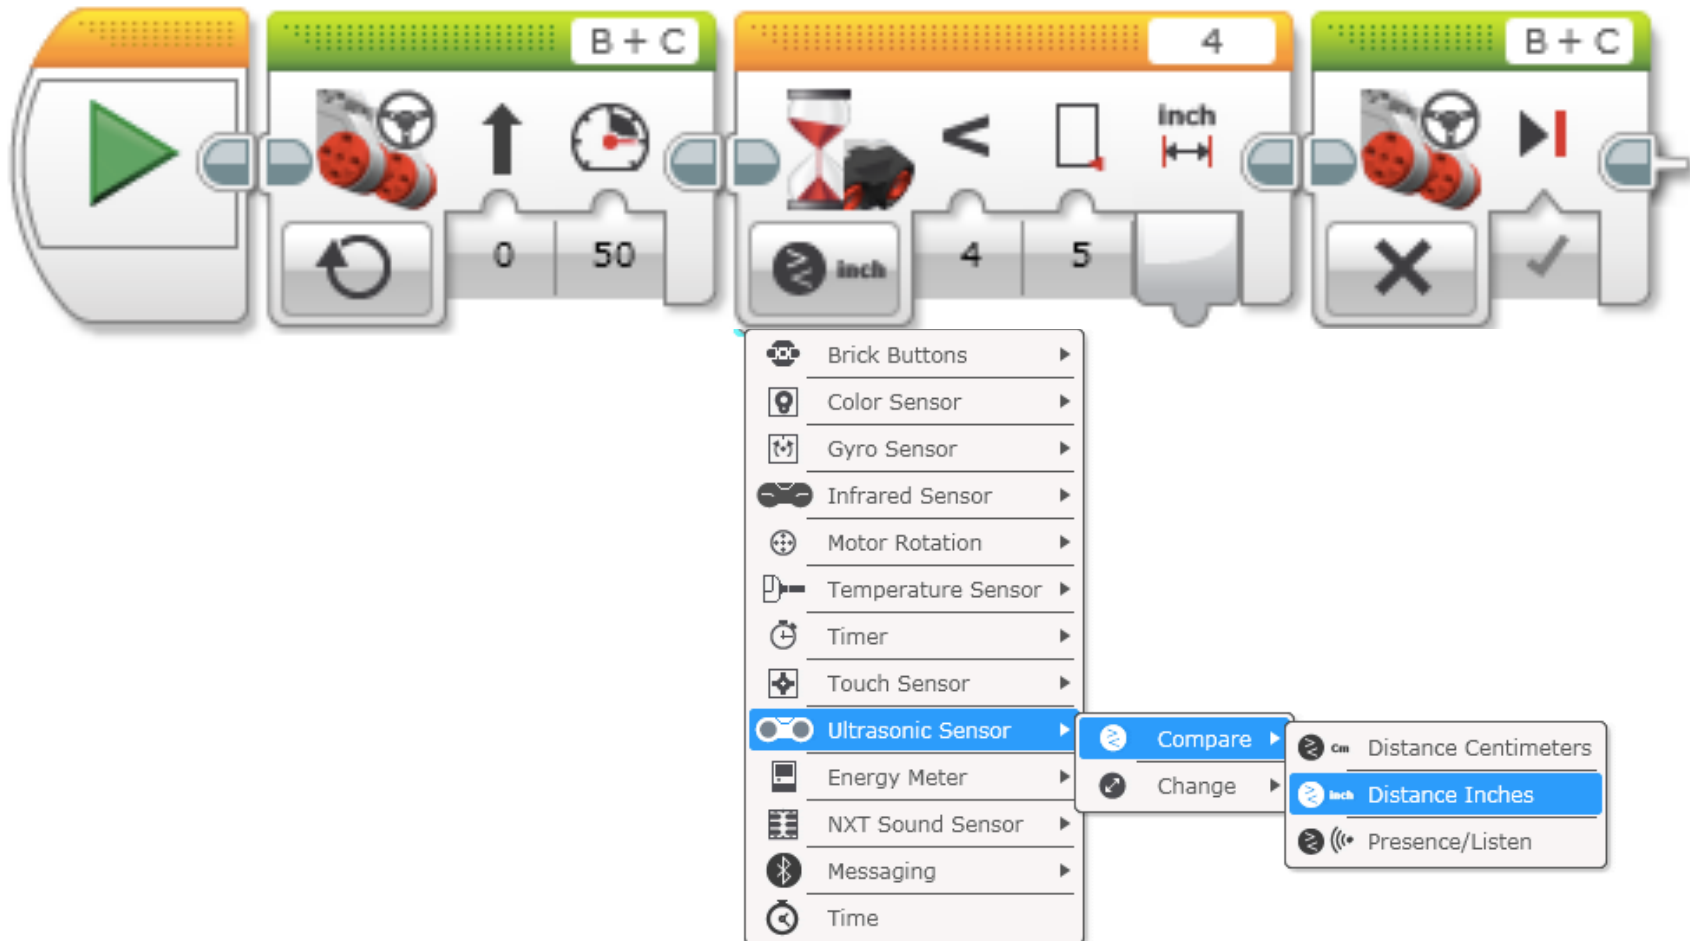 B + C
4
B + C
inch
0
50
inch
4
5
Brick Buttons
Color Sensor
Gyro Sensor
Infrared Sensor
Motor Rotation
Temperature Sensor
Timer
Touch Sensor
Ultrasonic Sensor
Energy Meter
NXT Sound Sensor
Messaging
Time
Compare
Change
Cm Distance Centimeters
inch Distance Inches
Presence/Listen